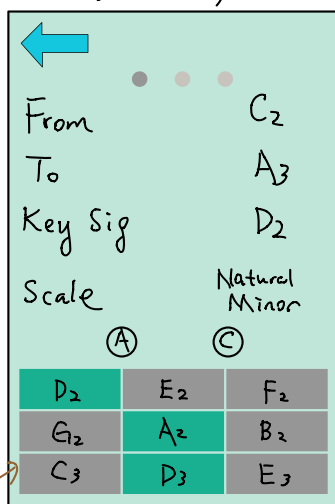 From C2
To A3
Key Sig D2
Scale Natural Minor
A C
D2 E2 F2
G2 A2 B2
C3 D3 E3